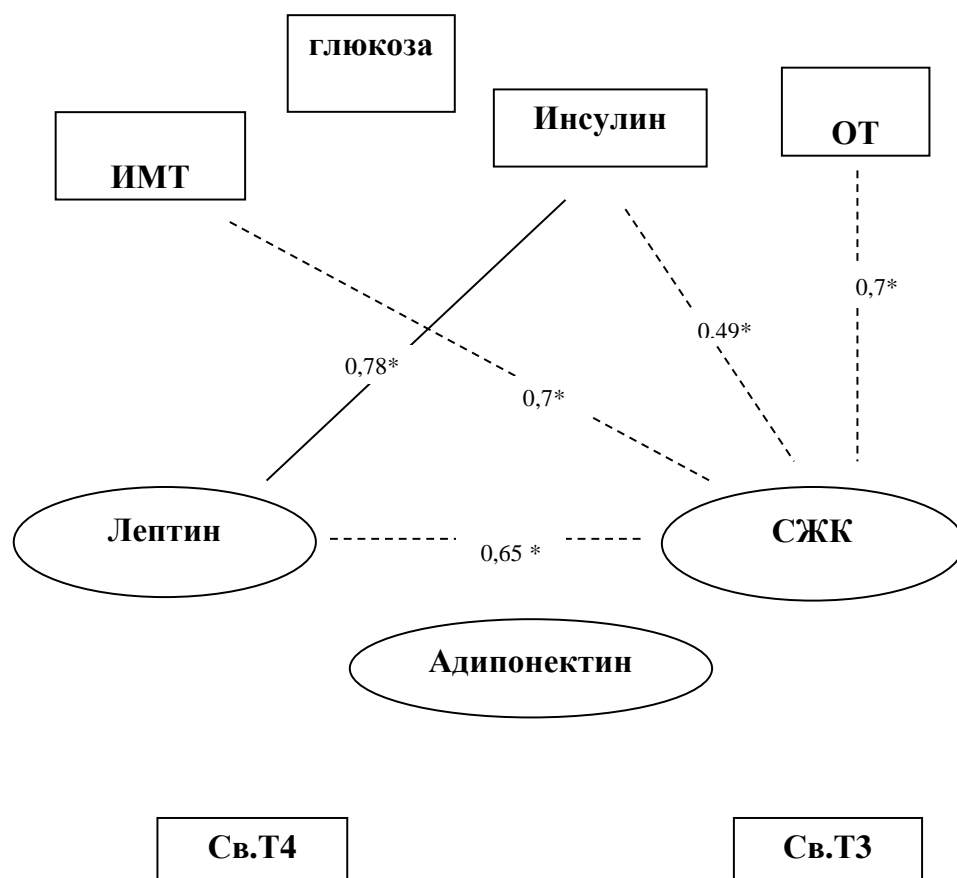 глюкоза
Инсулин
ОТ
ИМТ
0,7*
0,49*
0,78*
0,7*
Лептин
СЖК
0,65 *
Адипонектин
Св.Т4
Св.Т3